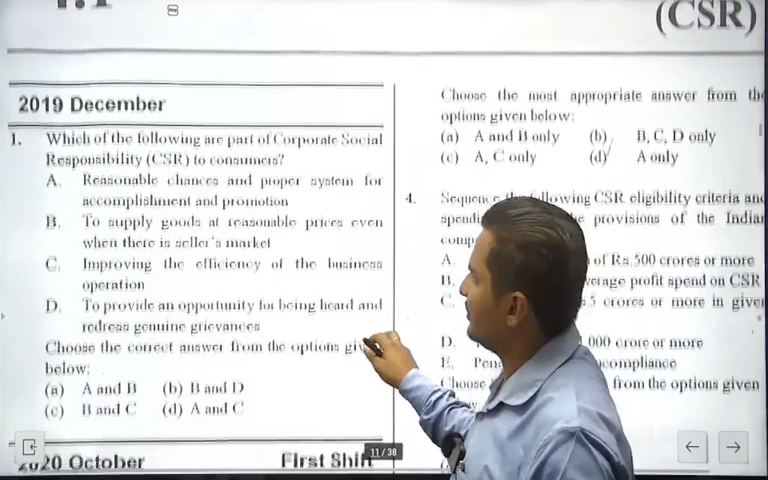 (CSR)
2019 December
1. Which of the following are part of Corporate Social
Responsibility (CSR) to consumers?
A. Reasonable chances and proper system for
accomplishment and promotion
B. To supply goods at reasonable prices even
when there is seller's market
C. Improving the efficiency of the business
operation
D. To provide an opportunity for being heard and
redress genuine grievances
Choose the correct answer from the options
below:
(a) A and B (b) B and D
(c) B and C (d) A and C
2020 October First Shift
11 / 38
Choose the most appropriate answer from the
options given below:
(a) A and B only (b) B, C, D only
(c) A, C only (d) A only
4. Sequence the following CSR eligibility criteria and
provisions of the Indian
A. of Rs.500 crores or more
B. average profit spend on CSR
C. 5 crores or more in
D. 000 crore or more
E.
Choose from the options given